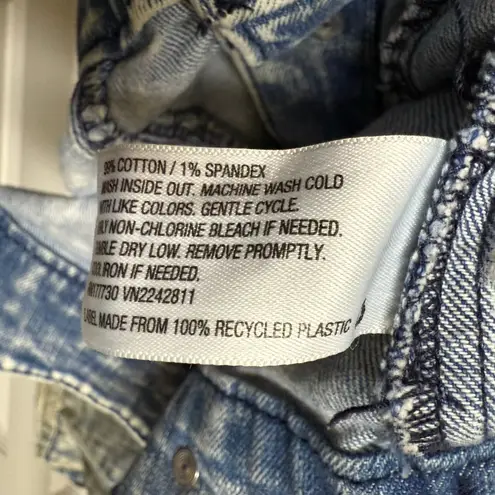 99% COTTON / 1% SPANDEX
WASH INSIDE OUT. MACHINE WASH COLD
WITH LIKE COLORS. GENTLE CYCLE.
ONLY NON-CHLORINE BLEACH IF NEEDED.
TUMBLE DRY LOW. REMOVE PROMPTLY.
COOL IRON IF NEEDED.
VN2242811
LABEL MADE FROM 100% RECYCLED PLASTIC